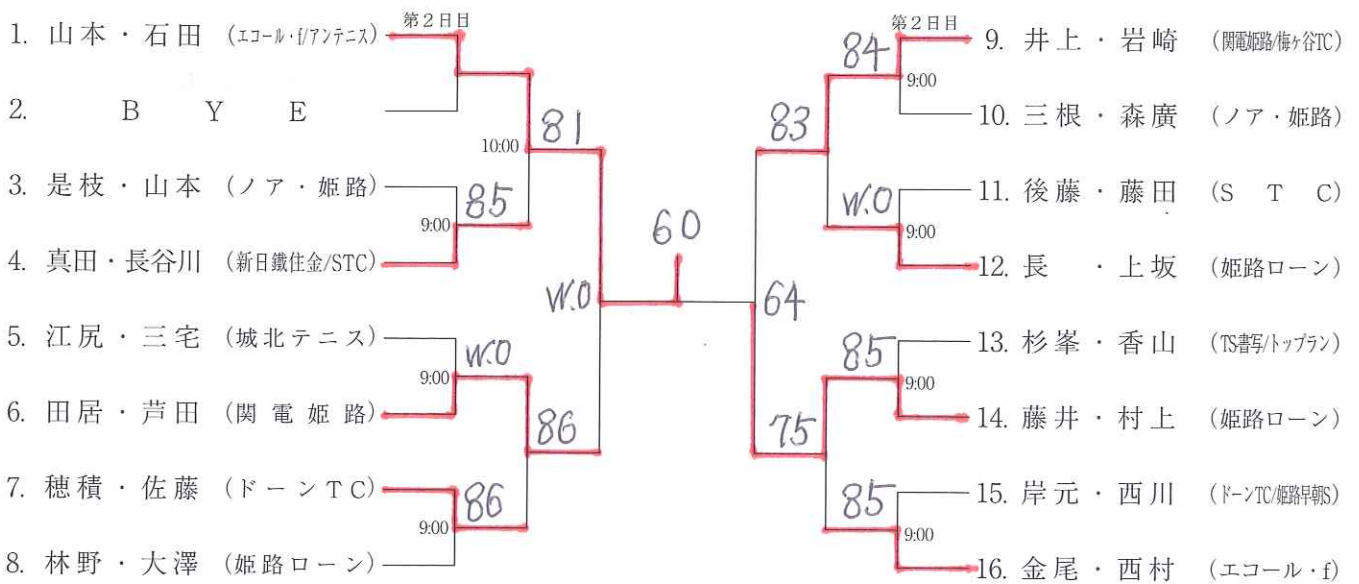 第2日目
1. 山本・石田 (エコール・f/アンテニス)
2. BYE
10:00
81
3. 是枝・山本 (ノア・姫路)
85
9:00
4. 真田・長谷川 (新日鐵住金/STC)
W.O
60
5. 江尻・三宅 (城北テニス)
W.O
9:00
6. 田居・芦田 (関電姫路)
86
7. 穂積・佐藤 (ドーンTC)
86
9:00
8. 林野・大澤 (姫路ローン)
第2日目
84
9. 井上・岩崎 (関電姫路/梅ヶ谷TC)
9:00
10. 三根・森廣 (ノア・姫路)
83
11. 後藤・藤田 (STC)
W.O
9:00
12. 長・上坂 (姫路ローン)
64
13. 杉峯・香山 (TS書写/トップラン)
85
9:00
14. 藤井・村上 (姫路ローン)
75
15. 岸元・西川 (ドーンTC/姫路早朝S)
85
9:00
16. 金尾・西村 (エコール・f)